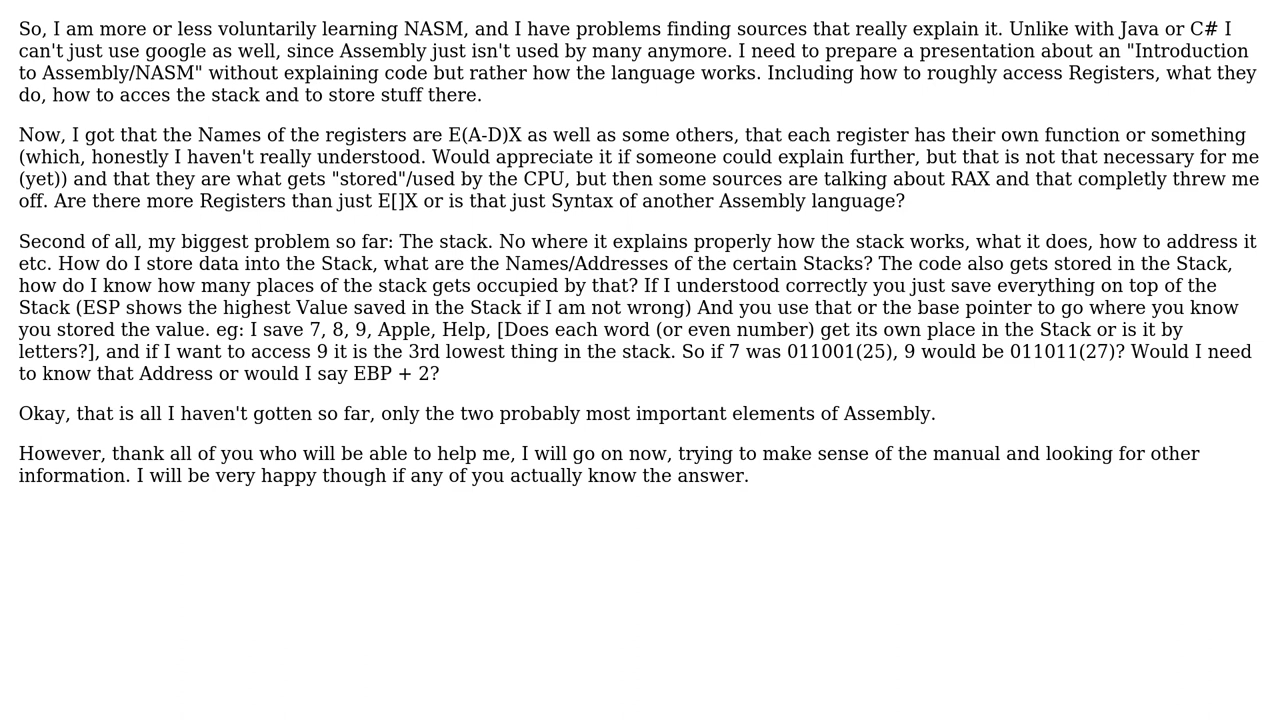 So, I am more or less voluntarily learning NASM, and I have problems finding sources that really explain it. Unlike with Java or C# I
can't just use google as well, since Assembly just isn't used by many anymore. I need to prepare a presentation about an "Introduction
to Assembly/NASM" without explaining code but rather how the language works. Including how to roughly access Registers, what they
do, how to acces the stack and to store stuff there.
Now, I got that the Names of the registers are E(A-D)X as well as some others, that each register has their own function or something
(which, honestly I haven't really understood. Would appreciate it if someone could explain further, but that is not that necessary for me
(yet)) and that they are what gets "stored"/used by the CPU, but then some sources are talking about RAX and that completly threw me
off. Are there more Registers than just E[]X or is that just Syntax of another Assembly language?
Second of all, my biggest problem so far: The stack. No where it explains properly how the stack works, what it does, how to address it
etc. How do I store data into the Stack, what are the Names/Addresses of the certain Stacks? The code also gets stored in the Stack,
how do I know how many places of the stack gets occupied by that? If I understood correctly you just save everything on top of the
Stack (ESP shows the highest Value saved in the Stack if I am not wrong) And you use that or the base pointer to go where you know
you stored the value. eg: I save 7, 8, 9, Apple, Help, [Does each word (or even number) get its own place in the Stack or is it by
letters?], and if I want to access 9 it is the 3rd lowest thing in the stack. So if 7 was 011001(25), 9 would be 011011(27)? Would I need
to know that Address or would I say EBP + 2?
Okay, that is all I haven't gotten so far, only the two probably most important elements of Assembly.
However, thank all of you who will be able to help me, I will go on now, trying to make sense of the manual and looking for other
information. I will be very happy though if any of you actually know the answer.